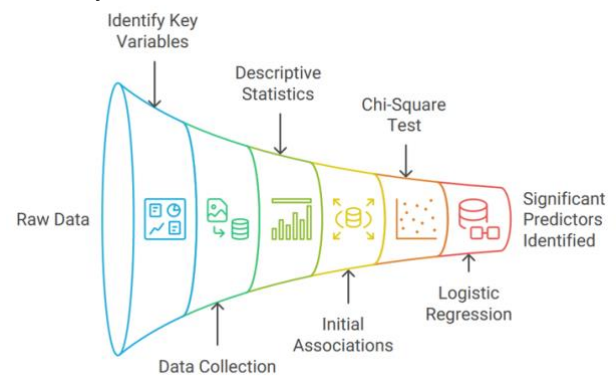 Identify Key
Variables
Descriptive
Statistics
Chi-Square
Test
Raw Data
Significant
Predictors
Identified
Logistic
Regression
Initial
Associations
Data Collection